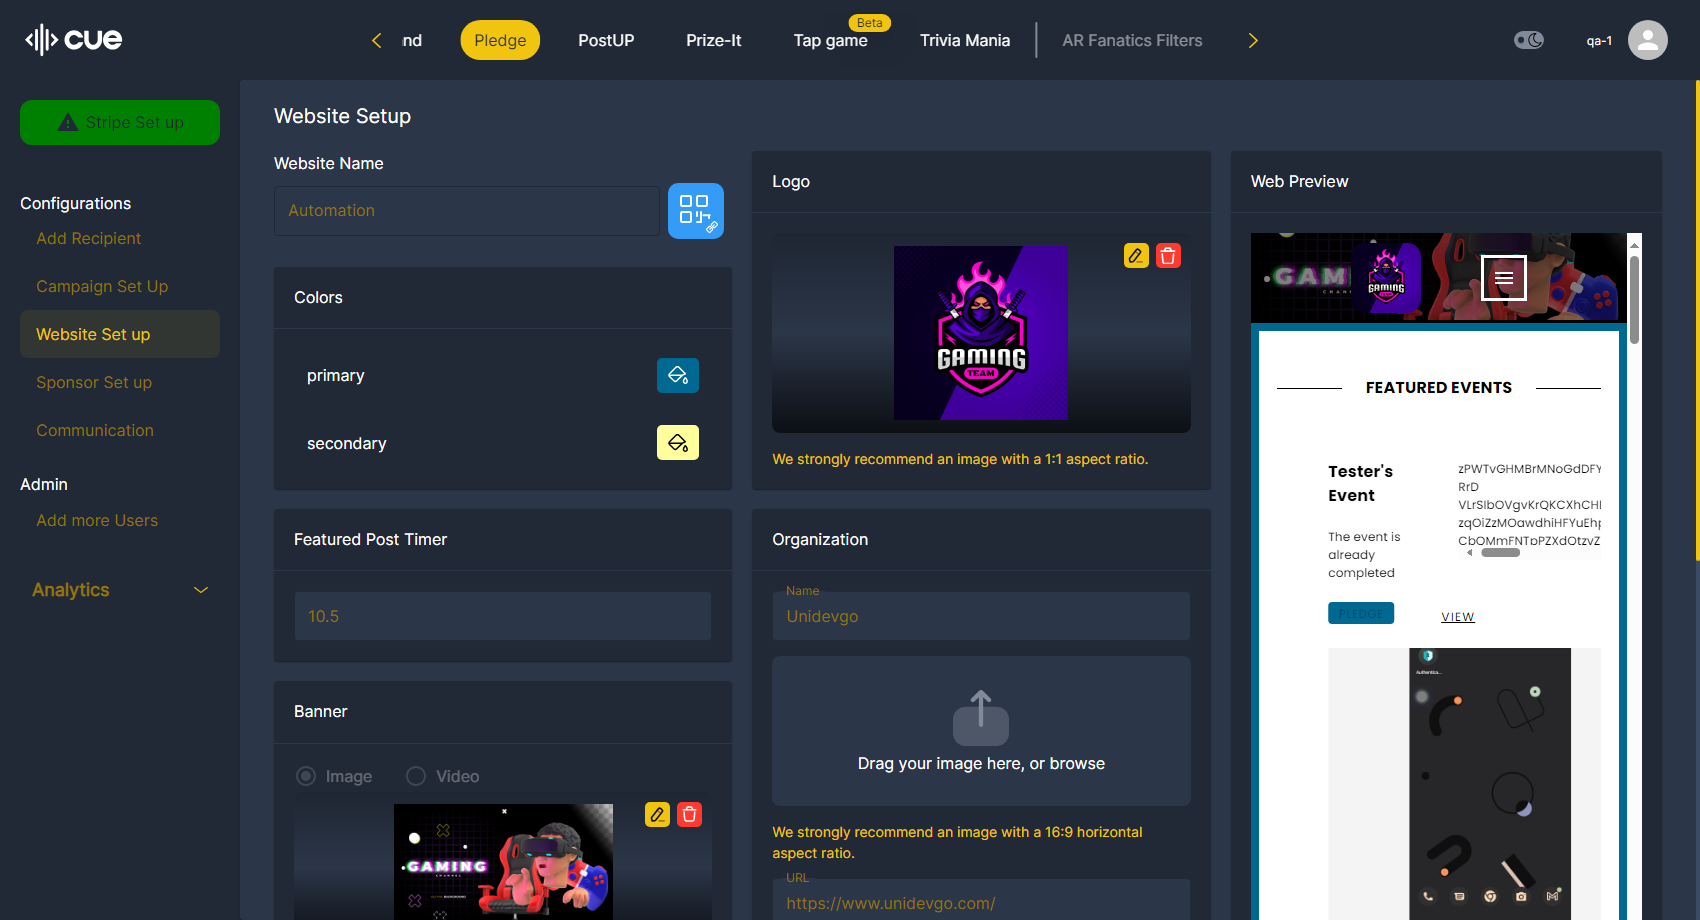 cue
nd
Pledge
PostUP
Prize-It
Beta
Tap game
Trivia Mania
AR Fanatics Filters
qa-1
Stripe Set up
Configurations
Add Recipient
Campaign Set Up
Website Set up
Sponsor Set up
Communication
Admin
Add more Users
Analytics
Website Setup
Website Name
Automation
Colors
primary
secondary
Featured Post Timer
10.5
Banner
Image
Video
GAMING
Logo
GAMING
TEAM
We strongly recommend an image with a 1:1 aspect ratio.
Organization
Name
Unidevgo
Drag your image here, or browse
We strongly recommend an image with a 16:9 horizontal
aspect ratio.
URL
https://www.unidevgo.com/
Web Preview
GAMI
GAMING
TEAM
FEATURED EVENTS
Tester's
Event
The event is
already
completed
PLEDGE
VIEW
RrD